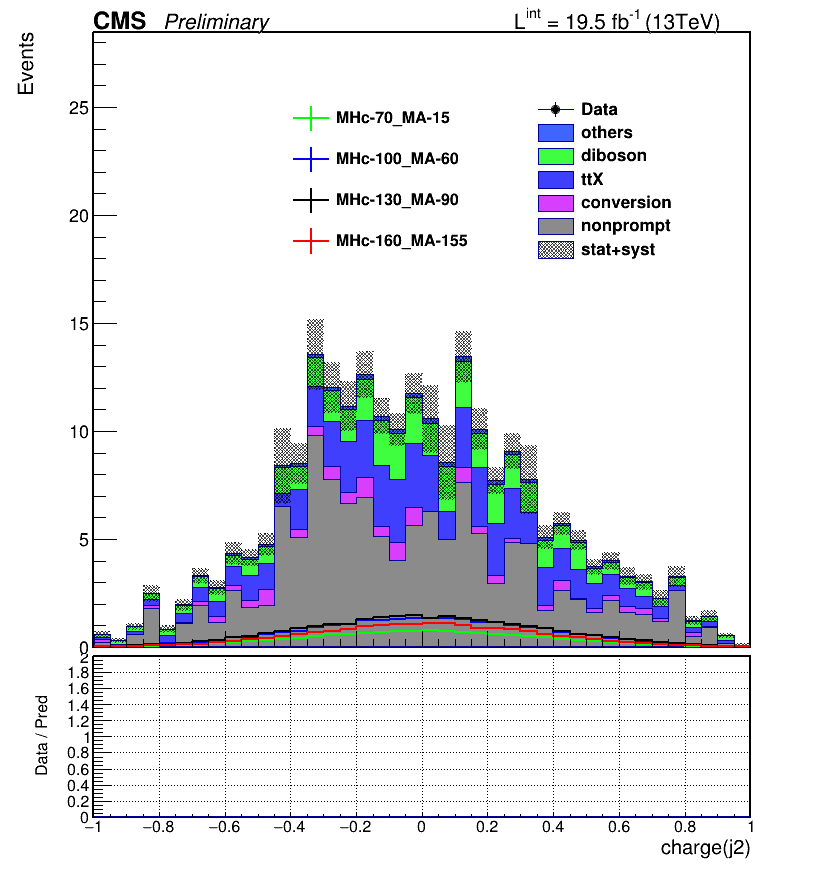 CMS Preliminary L^int = 19.5 fb^-1 (13TeV)
Events
25
20
15
10
5
0
MHc-70_MA-15
MHc-100_MA-60
MHc-130_MA-90
MHc-160_MA-155
Data
others
diboson
ttX
conversion
nonprompt
stat+syst
Data / Pred
2
1.8
1.6
1.4
1.2
1
0.8
0.6
0.4
0.2
0
−1 −0.8 −0.6 −0.4 −0.2 0 0.2 0.4 0.6 0.8 1
charge(j2)